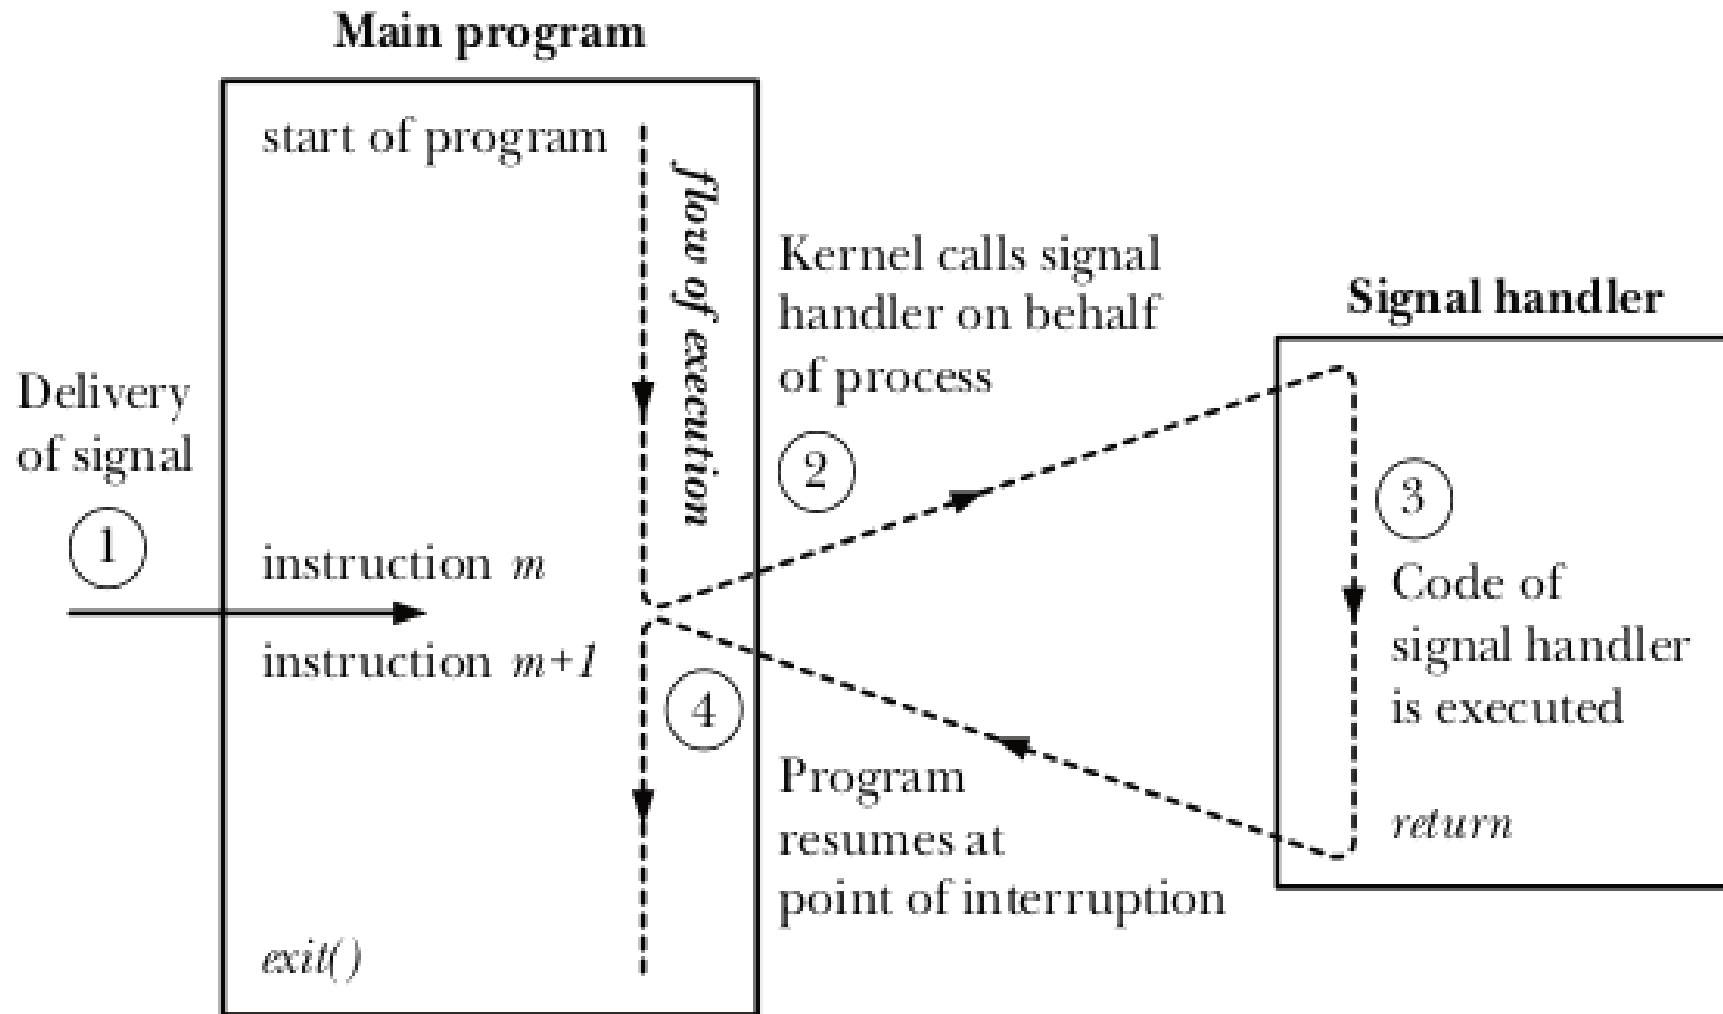 Main program
start of program
flow of execution
Delivery
of signal
1
instruction m
instruction m+1
exit()
Kernel calls signal
handler on behalf
of process
2
Signal handler
3
Code of
signal handler
is executed
return
4
Program
resumes at
point of interruption